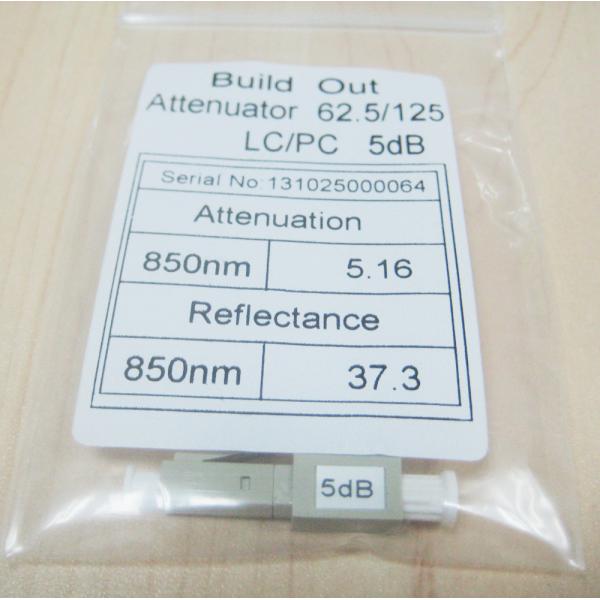 Build Out
Attenuator 62.5/125
LC/PC 5dB
Serial No:131025000064
Attenuation
850nm 5.16
Reflectance
850nm 37.3
5dB